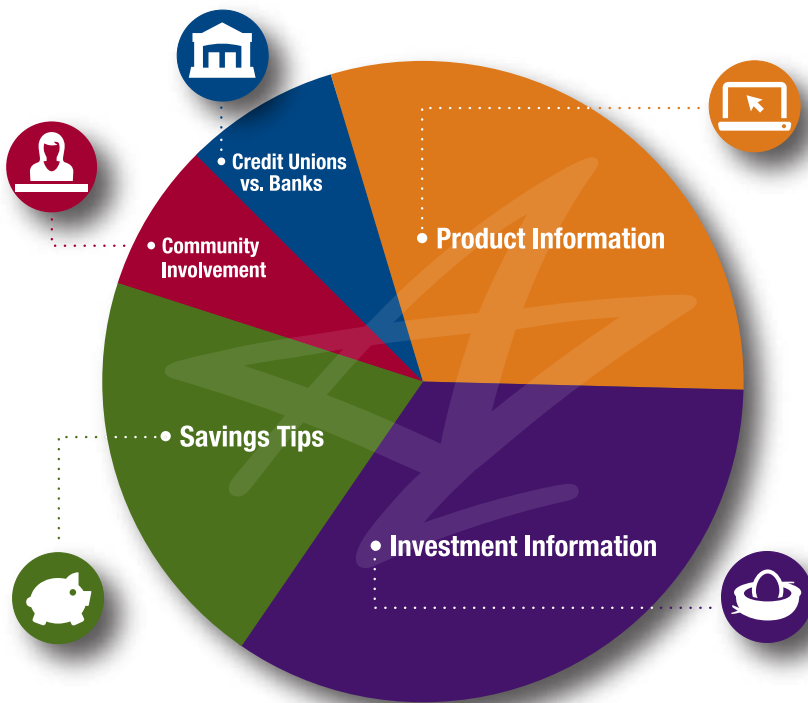 Credit Unions
vs. Banks
Product Information
Community
Involvement
Savings Tips
Investment Information